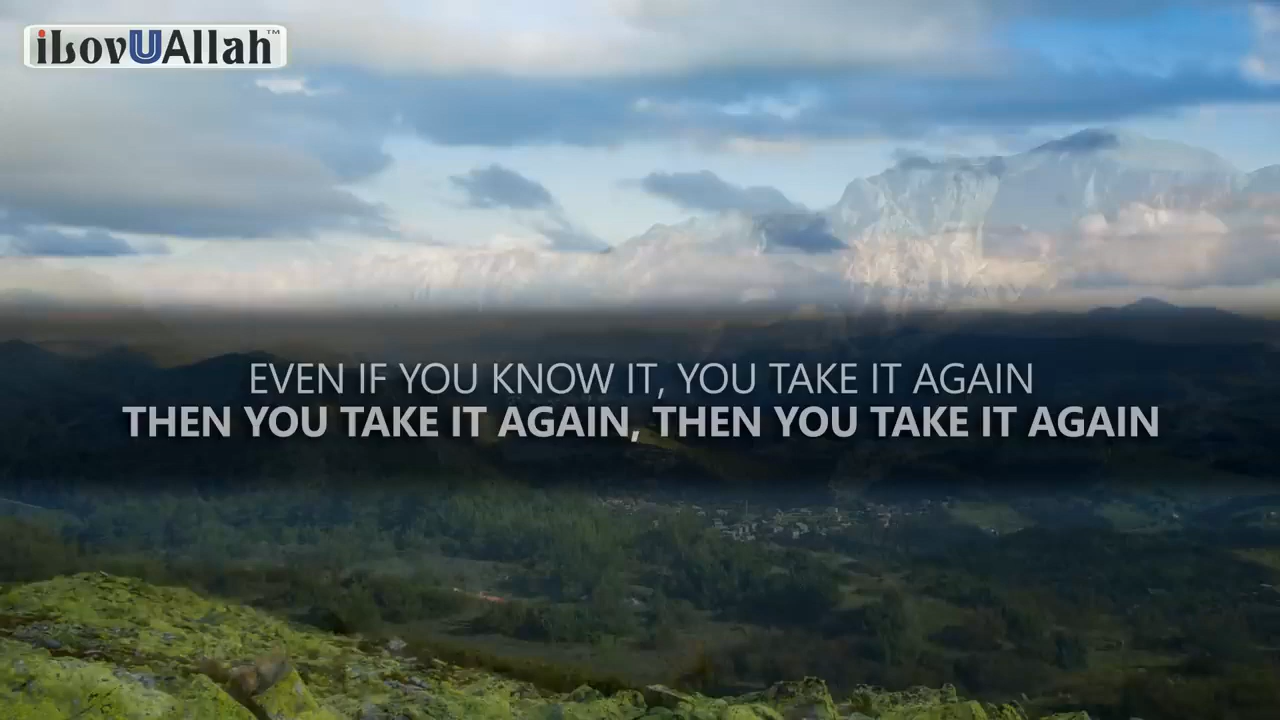 iLovUAllah™
EVEN IF YOU KNOW IT, YOU TAKE IT AGAIN
THEN YOU TAKE IT AGAIN, THEN YOU TAKE IT AGAIN